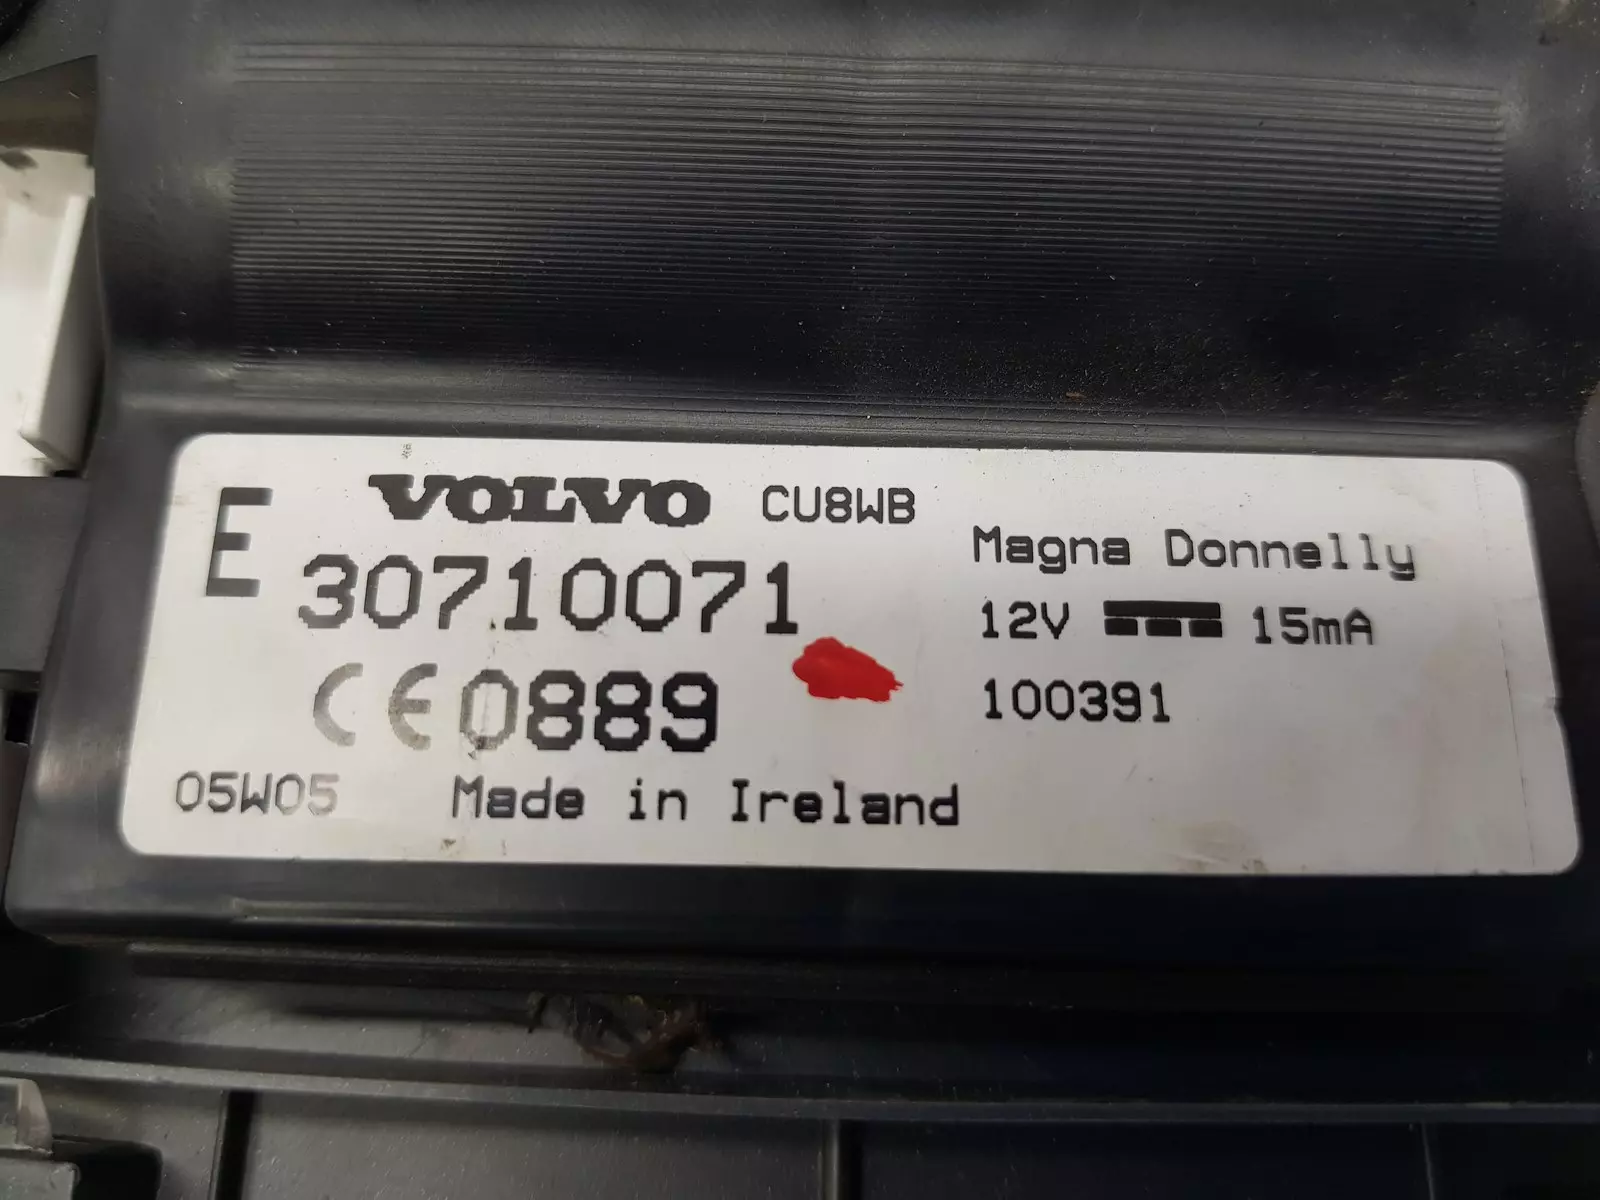 E VOLVO CU8WB
30710071
CE0889
05W05 Made in Ireland
Magna Donnelly
12V 15mA
100391